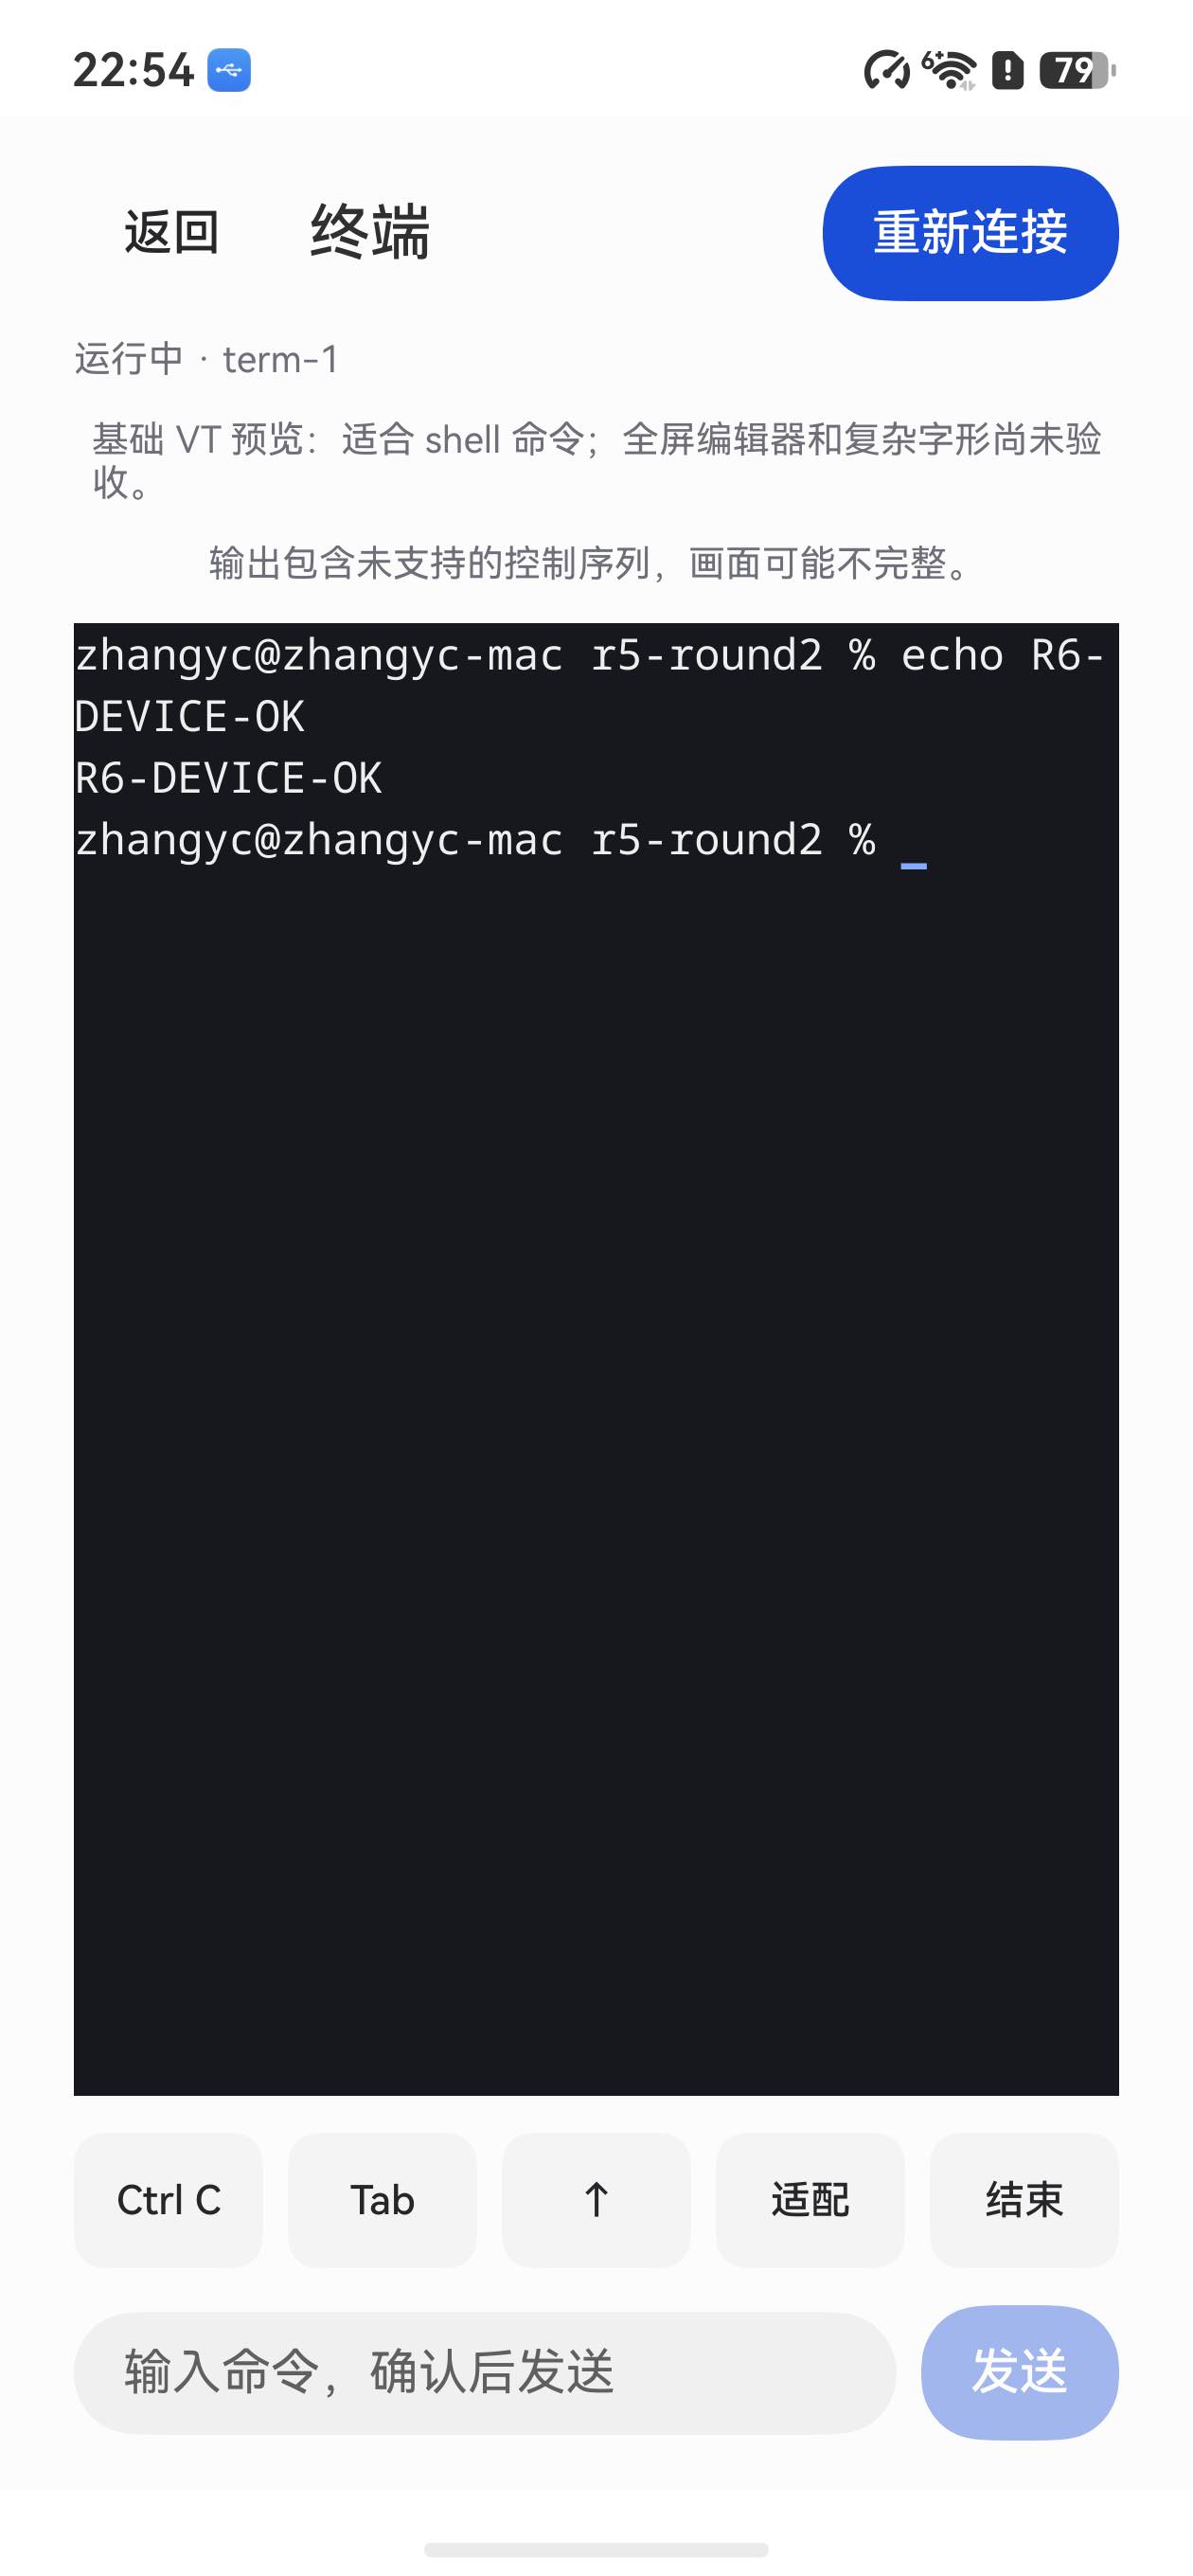 22:54
6+
79
返回 终端 重新连接
运行中 · term-1
基础 VT 预览：适合 shell 命令；全屏编辑器和复杂字形尚未验
收。
输出包含未支持的控制序列，画面可能不完整。
zhangyc@zhangyc-mac r5-round2 % echo R6-
DEVICE-OK
R6-DEVICE-OK
zhangyc@zhangyc-mac r5-round2 % _
Ctrl C Tab ↑ 适配 结束
输入命令，确认后发送 发送